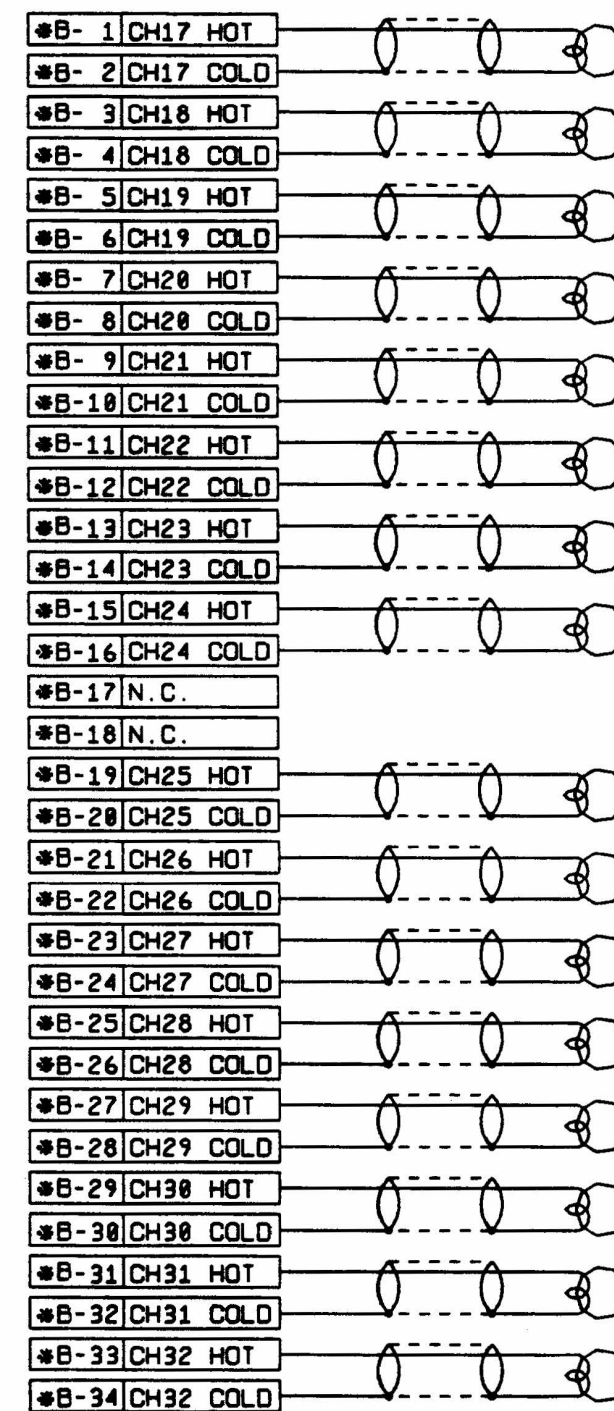 *B- 1 CH17 HOT
*B- 2 CH17 COLD
*B- 3 CH18 HOT
*B- 4 CH18 COLD
*B- 5 CH19 HOT
*B- 6 CH19 COLD
*B- 7 CH20 HOT
*B- 8 CH20 COLD
*B- 9 CH21 HOT
*B-10 CH21 COLD
*B-11 CH22 HOT
*B-12 CH22 COLD
*B-13 CH23 HOT
*B-14 CH23 COLD
*B-15 CH24 HOT
*B-16 CH24 COLD
*B-17 N.C.
*B-18 N.C.
*B-19 CH25 HOT
*B-20 CH25 COLD
*B-21 CH26 HOT
*B-22 CH26 COLD
*B-23 CH27 HOT
*B-24 CH27 COLD
*B-25 CH28 HOT
*B-26 CH28 COLD
*B-27 CH29 HOT
*B-28 CH29 COLD
*B-29 CH30 HOT
*B-30 CH30 COLD
*B-31 CH31 HOT
*B-32 CH31 COLD
*B-33 CH32 HOT
*B-34 CH32 COLD